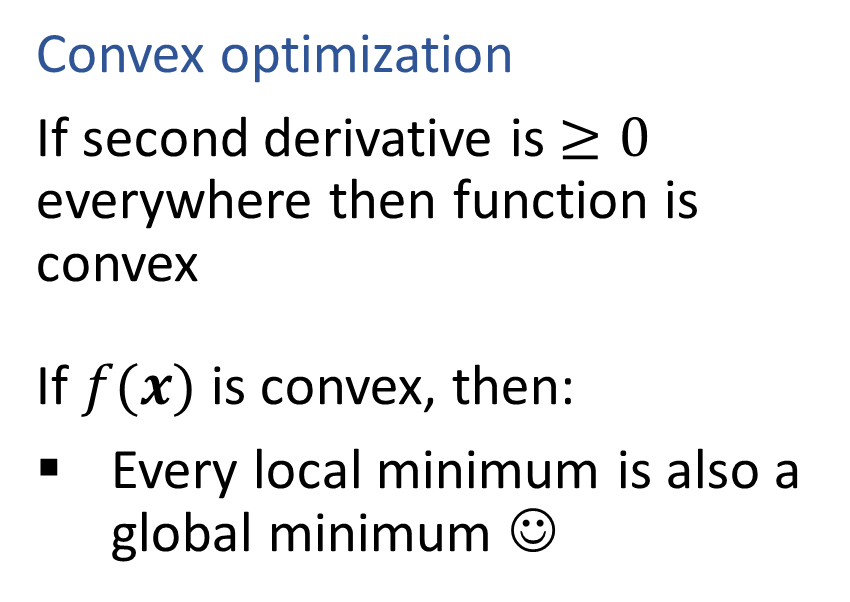 Convex optimization
If second derivative is ≥ 0
everywhere then function is
convex
If f(x) is convex, then:
▪ Every local minimum is also a
global minimum ☺